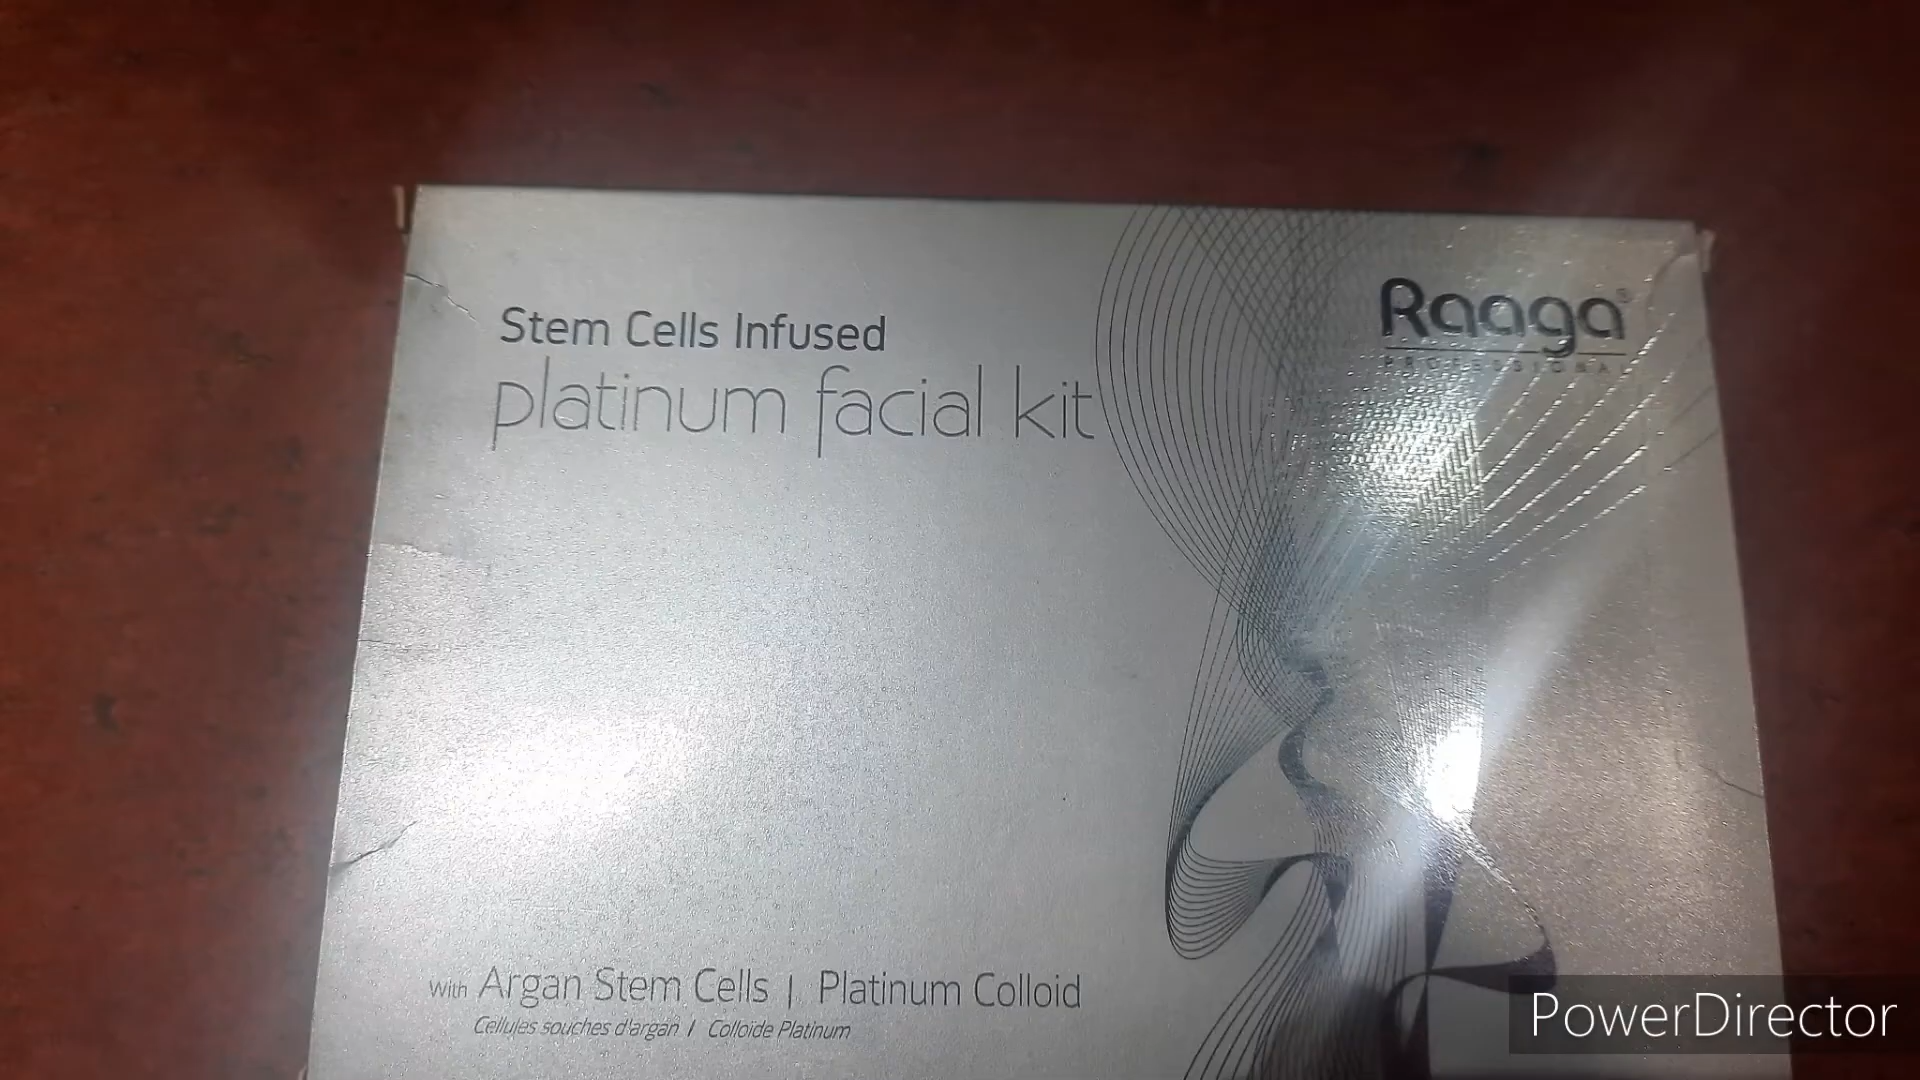 Raaga®
PROFESSIONAL
Stem Cells Infused
platinum facial kit
With Argan Stem Cells | Platinum Colloid
Cellules souches d'argan / Colloide Platinum
PowerDirector